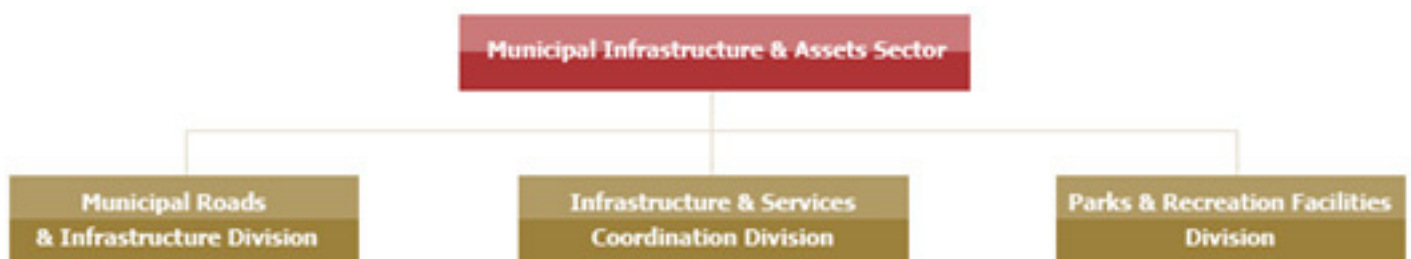 Municipal Infrastructure & Assets Sector
Municipal Roads
& Infrastructure Division
Infrastructure & Services
Coordination Division
Parks & Recreation Facilities
Division